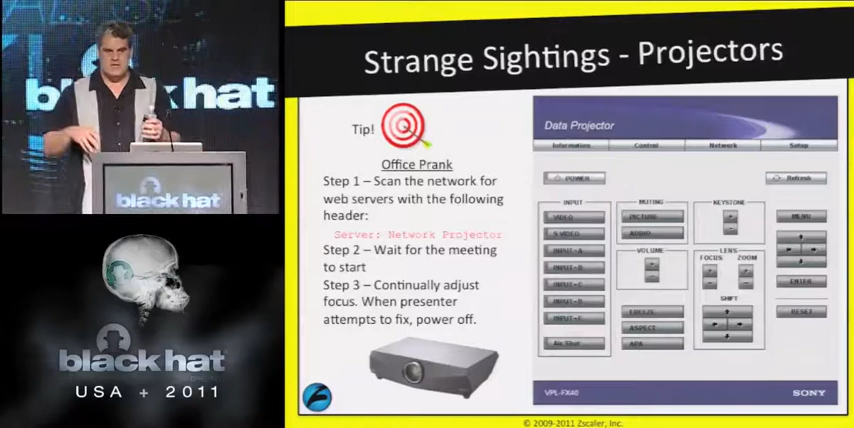 black hat
black hat
black hat
USA + 2011
Strange Sightings - Projectors
Tip!
Office Prank
Step 1 – Scan the network for
web servers with the following
header:
Server: Network Projector
Step 2 – Wait for the meeting
to start
Step 3 – Continually adjust
focus. When presenter
attempts to fix, power off.
Data Projector
Information Control Network Setup
POWER
Refresh
INPUT
VIDEO
S VIDEO
INPUT-A
INPUT-B
INPUT-C
INPUT-D
INPUT-E
Air Shot
MUTING
PICTURE
AUDIO
VOLUME
FREEZE
ASPECT
APA
KEYSTONE
LENS
FOCUS ZOOM
SHIFT
MENU
ENTER
RESET
VPL-FX40
SONY
© 2009-2011 Zscaler, Inc.